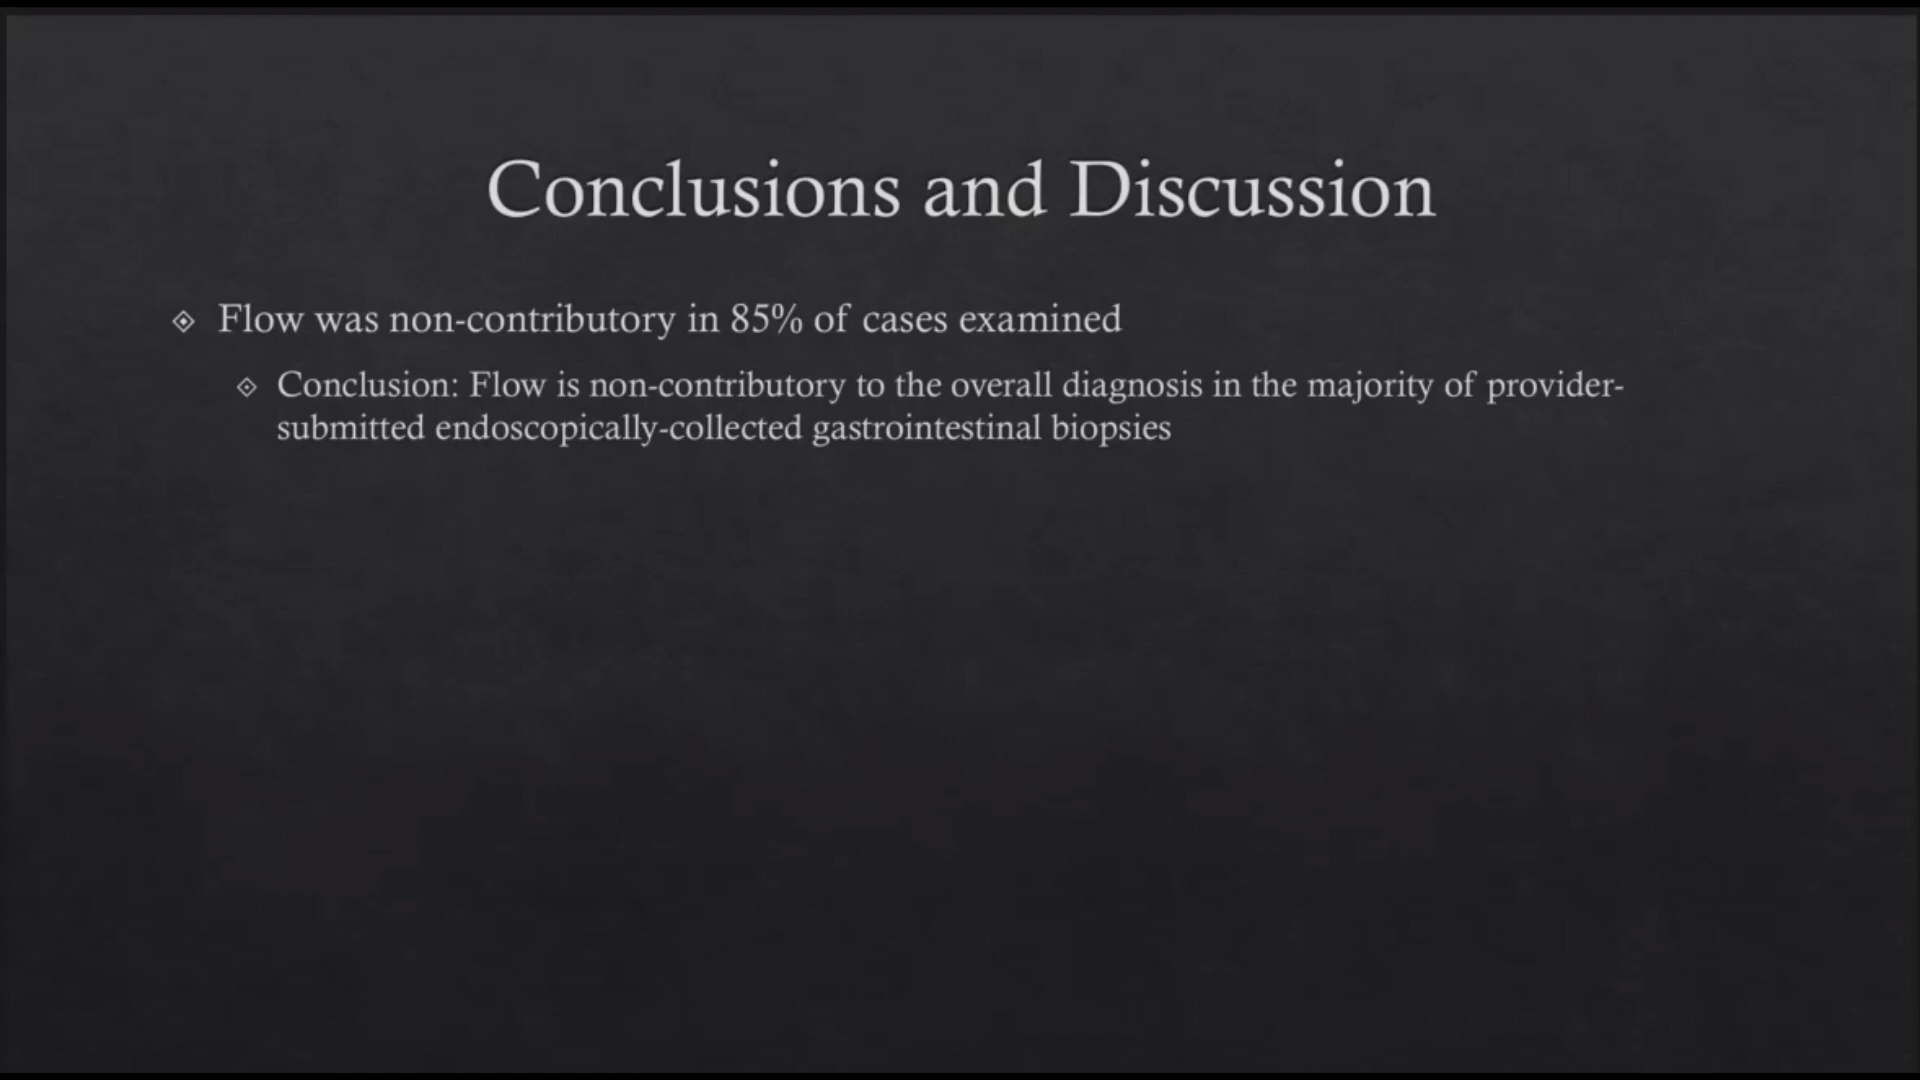 Conclusions and Discussion
Flow was non-contributory in 85% of cases examined
Conclusion: Flow is non-contributory to the overall diagnosis in the majority of provider-
submitted endoscopically-collected gastrointestinal biopsies